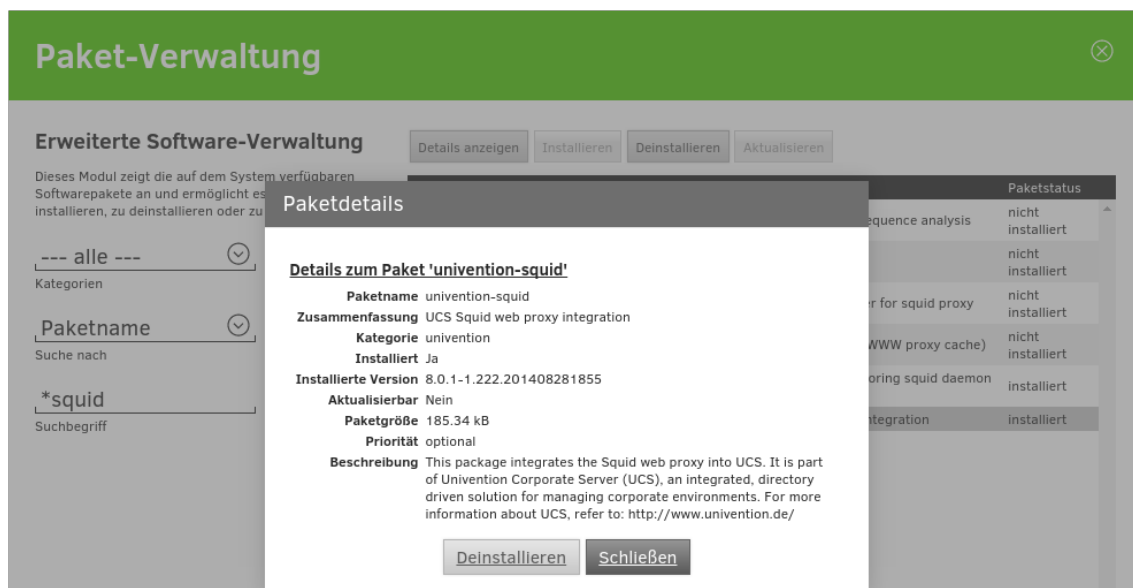 Paket-Verwaltung
Erweiterte Software-Verwaltung
Dieses Modul zeigt die auf dem System verfügbaren
Softwarepakete an und ermöglicht es
installieren, zu deinstallieren oder zu
--- alle ---
Kategorien
Paketname
Suche nach
*squid
Suchbegriff
Details anzeigen
Installieren
Deinstallieren
Aktualisieren
Paketstatus
equence analysis
nicht
installiert
nicht
installiert
r for squid proxy
nicht
installiert
WWW proxy cache)
nicht
installiert
oring squid daemon
installiert
ntegration
installiert
Paketdetails
Details zum Paket 'univention-squid'
Paketname univention-squid
Zusammenfassung UCS Squid web proxy integration
Kategorie univention
Installiert Ja
Installierte Version 8.0.1-1.222.201408281855
Aktualisierbar Nein
Paketgröße 185.34 kB
Priorität optional
Beschreibung This package integrates the Squid web proxy into UCS. It is part
of Univention Corporate Server (UCS), an integrated, directory
driven solution for managing corporate environments. For more
information about UCS, refer to: http://www.univention.de/
Deinstallieren
Schließen